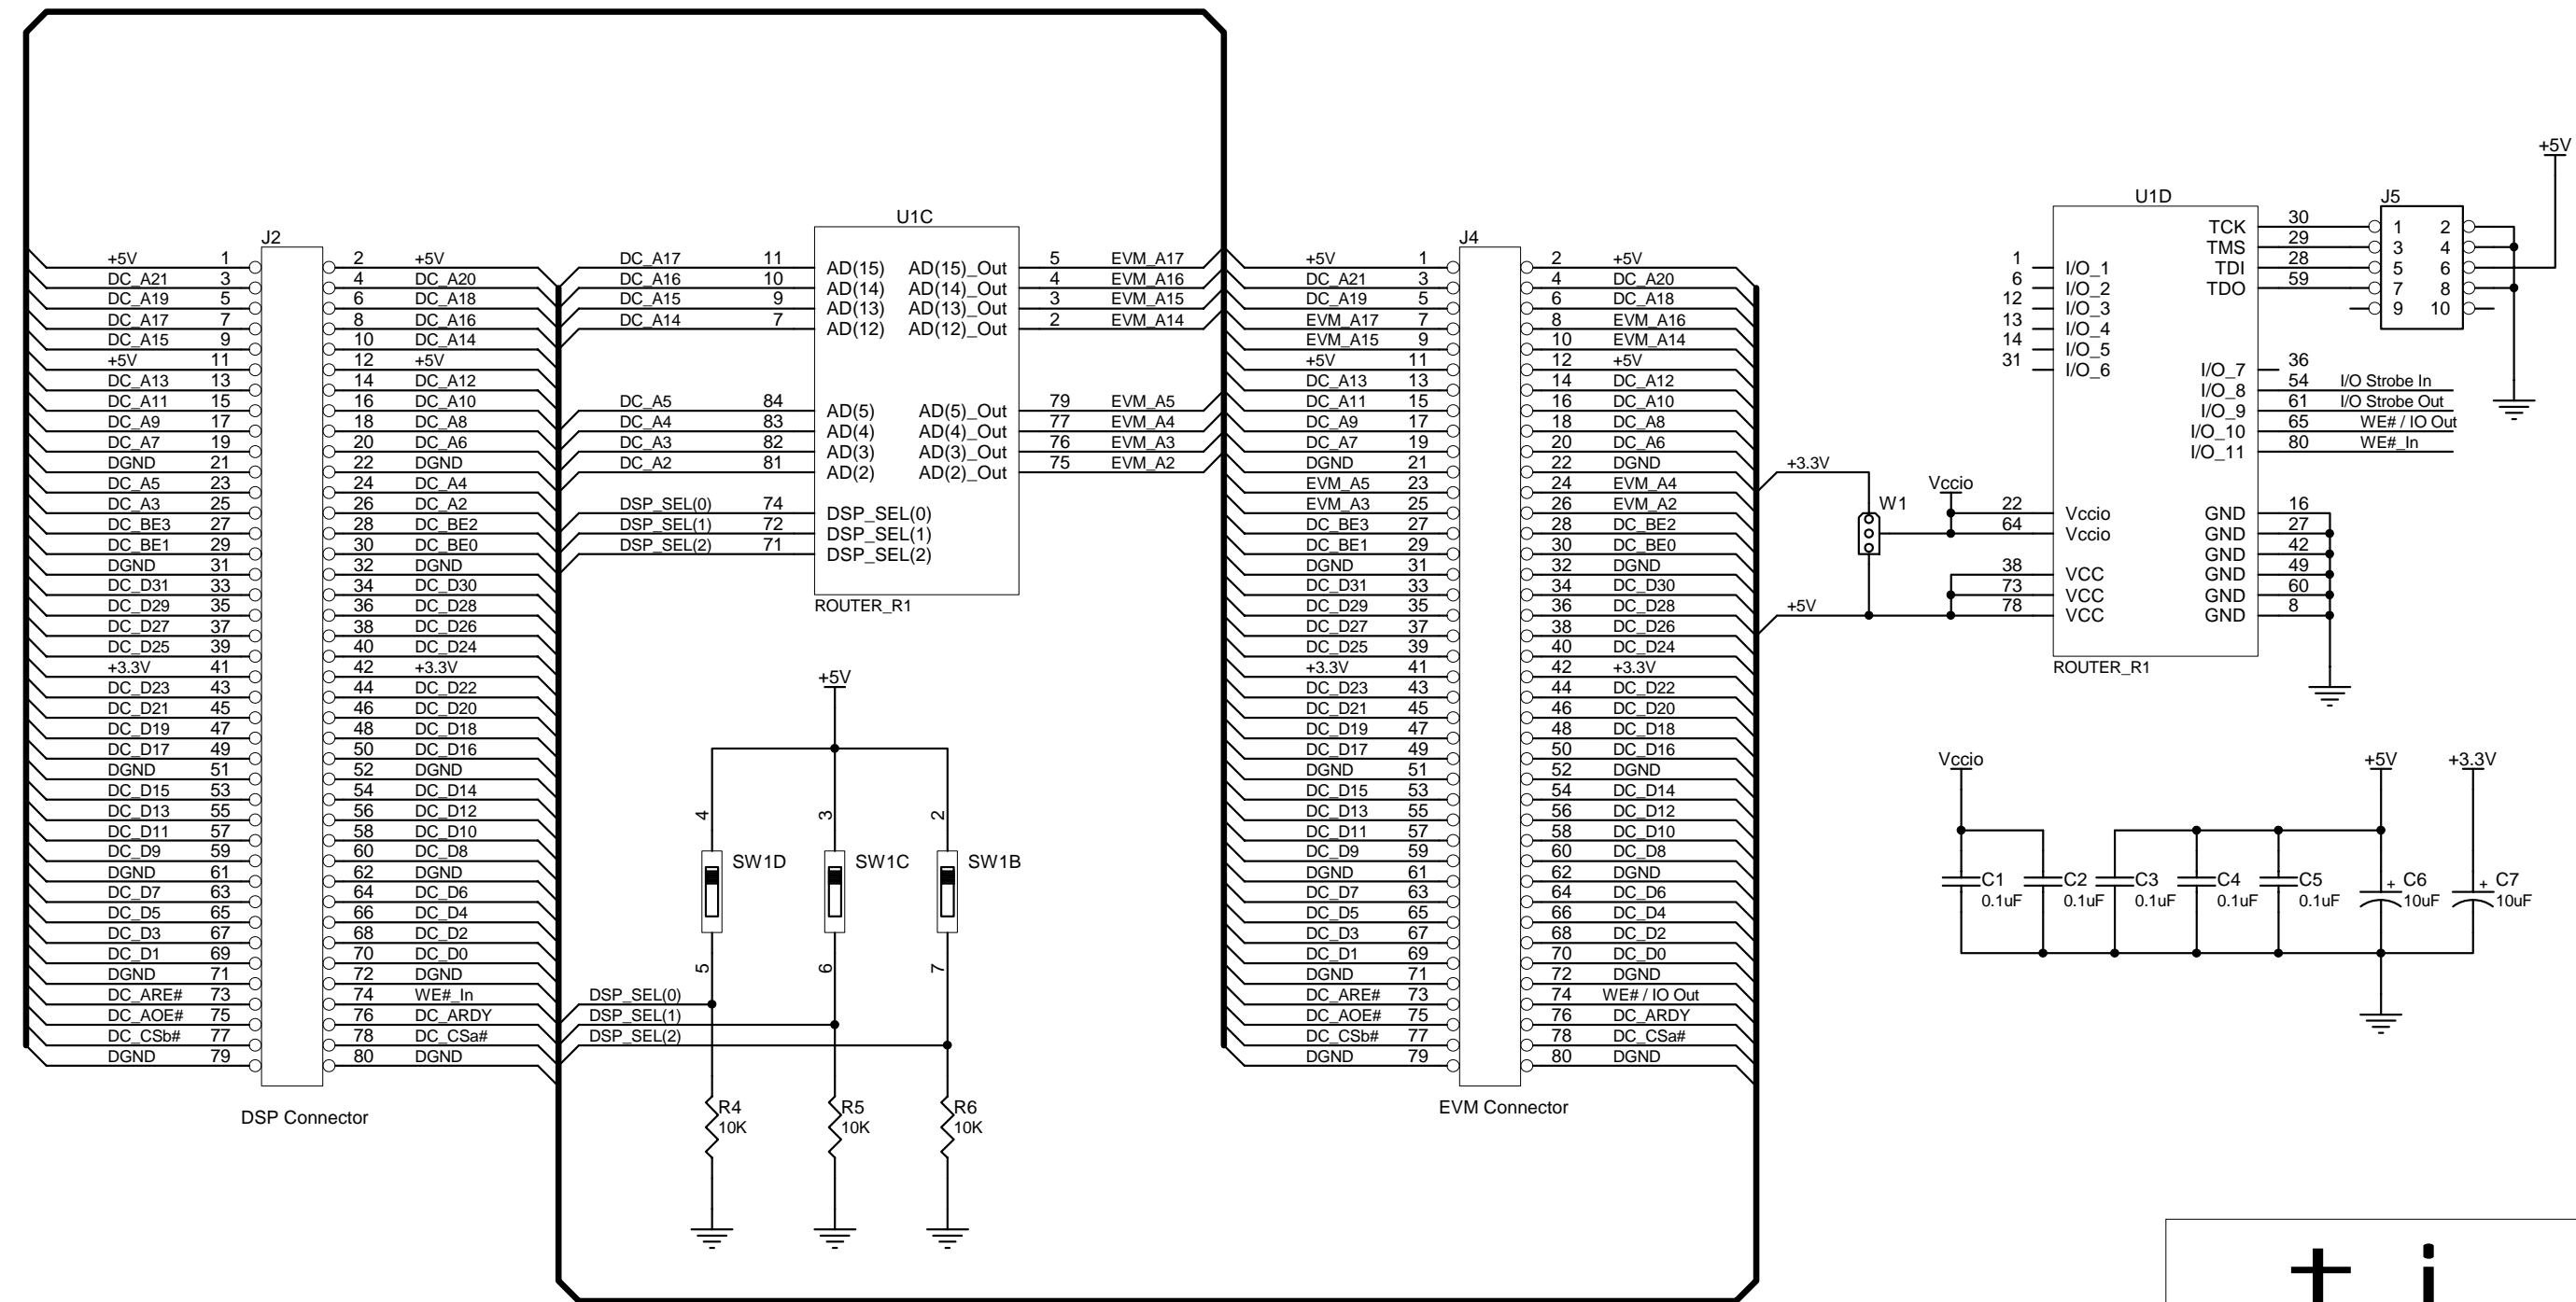 J2
+5V 1 2 +5V
DC_A21 3 4 DC_A20
DC_A19 5 6 DC_A18
DC_A17 7 8 DC_A16
DC_A15 9 10 DC_A14
+5V 11 12 +5V
DC_A13 13 14 DC_A12
DC_A11 15 16 DC_A10
DC_A9 17 18 DC_A8
DC_A7 19 20 DC_A6
DGND 21 22 DGND
DC_A5 23 24 DC_A4
DC_A3 25 26 DC_A2
DC_BE3 27 28 DC_BE2
DC_BE1 29 30 DC_BE0
DGND 31 32 DGND
DC_D31 33 34 DC_D30
DC_D29 35 36 DC_D28
DC_D27 37 38 DC_D26
DC_D25 39 40 DC_D24
+3.3V 41 42 +3.3V
DC_D23 43 44 DC_D22
DC_D21 45 46 DC_D20
DC_D19 47 48 DC_D18
DC_D17 49 50 DC_D16
DGND 51 52 DGND
DC_D15 53 54 DC_D14
DC_D13 55 56 DC_D12
DC_D11 57 58 DC_D10
DC_D9 59 60 DC_D8
DGND 61 62 DGND
DC_D7 63 64 DC_D6
DC_D5 65 66 DC_D4
DC_D3 67 68 DC_D2
DC_D1 69 70 DC_D0
DGND 71 72 DGND
DC_ARE# 73 74 WE#_In
DC_AOE# 75 76 DC_ARDY
DC_CSb# 77 78 DC_CSa#
DGND 79 80 DGND
DSP Connector
U1C
DC_A17 11 AD(15) AD(15)_Out 5 EVM_A17
DC_A16 10 AD(14) AD(14)_Out 4 EVM_A16
DC_A15 9 AD(13) AD(13)_Out 3 EVM_A15
DC_A14 7 AD(12) AD(12)_Out 2 EVM_A14
DC_A5 84 AD(5) AD(5)_Out 79 EVM_A5
DC_A4 83 AD(4) AD(4)_Out 77 EVM_A4
DC_A3 82 AD(3) AD(3)_Out 76 EVM_A3
DC_A2 81 AD(2) AD(2)_Out 75 EVM_A2
DSP_SEL(0) 74 DSP_SEL(0)
DSP_SEL(1) 72 DSP_SEL(1)
DSP_SEL(2) 71 DSP_SEL(2)
ROUTER_R1
+5V
4 3 2
SW1D SW1C SW1B
5 6 7
DSP_SEL(0)
DSP_SEL(1)
DSP_SEL(2)
R4 R5 R6
10K 10K 10K
J4
+5V 1 2 +5V
DC_A21 3 4 DC_A20
DC_A19 5 6 DC_A18
EVM_A17 7 8 EVM_A16
EVM_A15 9 10 EVM_A14
+5V 11 12 +5V
DC_A13 13 14 DC_A12
DC_A11 15 16 DC_A10
DC_A9 17 18 DC_A8
DC_A7 19 20 DC_A6
DGND 21 22 DGND
EVM_A5 23 24 EVM_A4
EVM_A3 25 26 EVM_A2
DC_BE3 27 28 DC_BE2
DC_BE1 29 30 DC_BE0
DGND 31 32 DGND
DC_D31 33 34 DC_D30
DC_D29 35 36 DC_D28
DC_D27 37 38 DC_D26
DC_D25 39 40 DC_D24
+3.3V 41 42 +3.3V
DC_D23 43 44 DC_D22
DC_D21 45 46 DC_D20
DC_D19 47 48 DC_D18
DC_D17 49 50 DC_D16
DGND 51 52 DGND
DC_D15 53 54 DC_D14
DC_D13 55 56 DC_D12
DC_D11 57 58 DC_D10
DC_D9 59 60 DC_D8
DGND 61 62 DGND
DC_D7 63 64 DC_D6
DC_D5 65 66 DC_D4
DC_D3 67 68 DC_D2
DC_D1 69 70 DC_D0
DGND 71 72 DGND
DC_ARE# 73 74 WE# / IO Out
DC_AOE# 75 76 DC_ARDY
DC_CSb# 77 78 DC_CSa#
DGND 79 80 DGND
EVM Connector
+3.3V
W1
Vccio
+5V
U1D
1 I/O_1
6 I/O_2
12 I/O_3
13 I/O_4
14 I/O_5
31 I/O_6
TCK 30
TMS 29
TDI 28
TDO 59
I/O_7 36
I/O_8 54 I/O Strobe In
I/O_9 61 I/O Strobe Out
I/O_10 65 WE# / IO Out
I/O_11 80 WE#_In
22 Vccio GND 16
64 Vccio GND 27
GND 42
38 VCC GND 49
73 VCC GND 60
78 VCC GND 8
ROUTER_R1
+5V
J5
1 2
3 4
5 6
7 8
9 10
Vccio +5V +3.3V
C1 C2 C3 C4 C5 + C6 + C7
0.1uF 0.1uF 0.1uF 0.1uF 0.1uF 10uF 10uF
ti